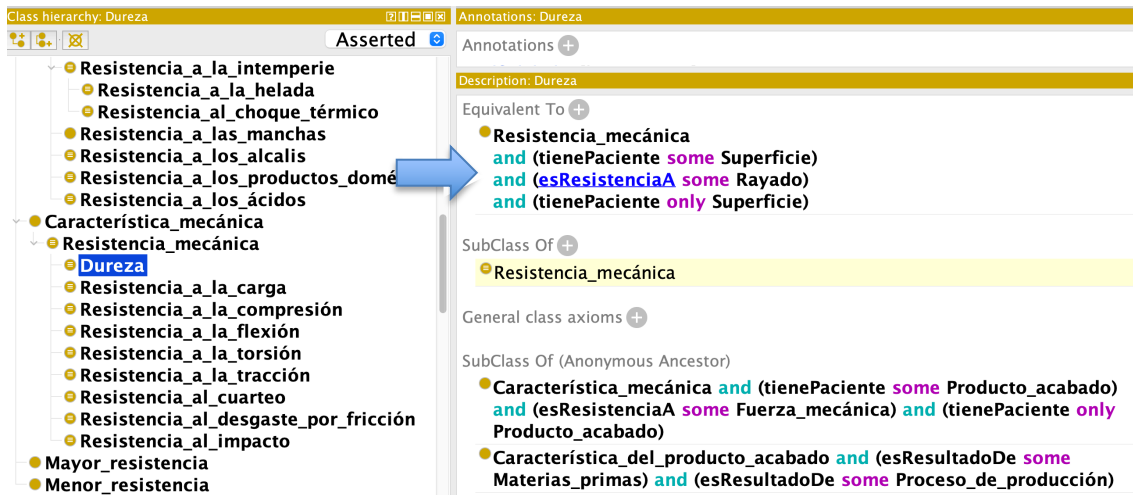 Class hierarchy: Dureza
Asserted
Resistencia_a_la_intemperie
Resistencia_a_la_helada
Resistencia_al_choque_térmico
Resistencia_a_las_manchas
Resistencia_a_los_alcalis
Resistencia_a_los_productos_domé
Resistencia_a_los_ácidos
Característica_mecánica
Resistencia_mecánica
Dureza
Resistencia_a_la_carga
Resistencia_a_la_compresión
Resistencia_a_la_flexión
Resistencia_a_la_torsión
Resistencia_a_la_tracción
Resistencia_al_cuarteo
Resistencia_al_desgaste_por_fricción
Resistencia_al_impacto
Mayor_resistencia
Menor_resistencia
Annotations: Dureza
Annotations
Description: Dureza
Equivalent To
Resistencia_mecánica
and (tienePaciente some Superficie)
and (esResistenciaA some Rayado)
and (tienePaciente only Superficie)
SubClass Of
Resistencia_mecánica
General class axioms
SubClass Of (Anonymous Ancestor)
Característica_mecánica and (tienePaciente some Producto_acabado)
and (esResistenciaA some Fuerza_mecánica) and (tienePaciente only
Producto_acabado)
Característica_del_producto_acabado and (esResultadoDe some
Materias_primas) and (esResultadoDe some Proceso_de_producción)